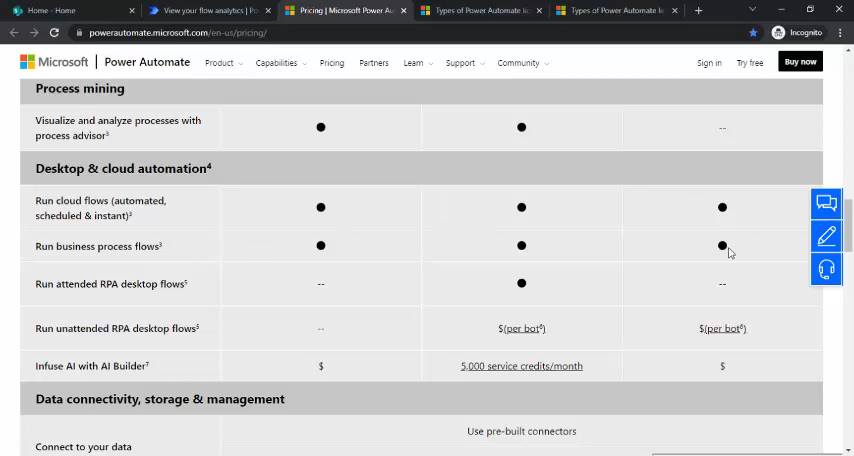 Home - Home
View your flow analytics | Po
Pricing | Microsoft Power Au
Types of Power Automate lic
Types of Power Automate lic
powerautomate.microsoft.com/en-us/pricing/
Incognito
Microsoft | Power Automate
Product
Capabilities
Pricing
Partners
Learn
Support
Community
Sign in
Try free
Buy now
Process mining
Visualize and analyze processes with
process advisor³
--
Desktop & cloud automation⁴
Run cloud flows (automated,
scheduled & instant)³
Run business process flows³
Run attended RPA desktop flows⁵
--
--
Run unattended RPA desktop flows⁵
--
$(per bot⁶)
$(per bot⁶)
Infuse AI with AI Builder⁷
$
5,000 service credits/month
$
Data connectivity, storage & management
Use pre-built connectors
Connect to your data